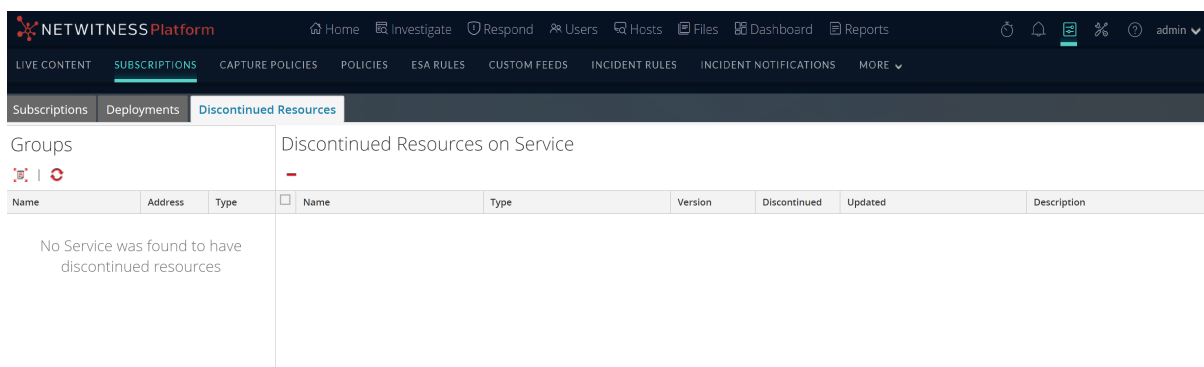 NETWITNESS Platform Home Investigate Respond Users Hosts Files Dashboard Reports admin
LIVE CONTENT SUBSCRIPTIONS CAPTURE POLICIES POLICIES ESA RULES CUSTOM FEEDS INCIDENT RULES INCIDENT NOTIFICATIONS MORE
Subscriptions Deployments Discontinued Resources
Groups
Discontinued Resources on Service
Name Address Type
Name Type Version Discontinued Updated Description
No Service was found to have
discontinued resources